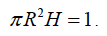 πR²H = 1.